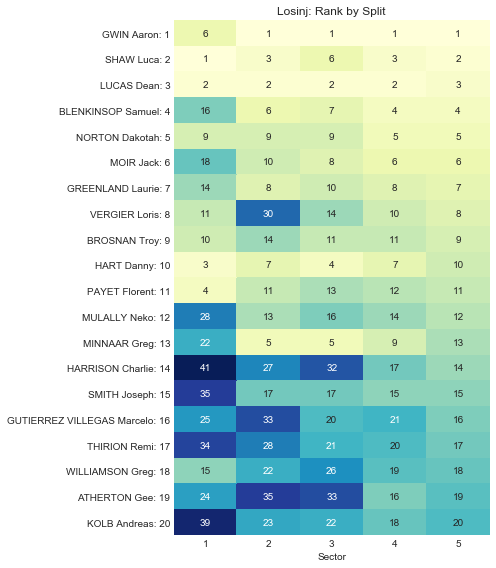 Losinj: Rank by Split
GWIN Aaron: 1 6 1 1 1 1
SHAW Luca: 2 1 3 6 3 2
LUCAS Dean: 3 2 2 2 2 3
BLENKINSOP Samuel: 4 16 6 7 4 4
NORTON Dakotah: 5 9 9 9 5 5
MOIR Jack: 6 18 10 8 6 6
GREENLAND Laurie: 7 14 8 10 8 7
VERGIER Loris: 8 11 30 14 10 8
BROSNAN Troy: 9 10 14 11 11 9
HART Danny: 10 3 7 4 7 10
PAYET Florent: 11 4 11 13 12 11
MULALLY Neko: 12 28 13 16 14 12
MINNAAR Greg: 13 22 5 5 9 13
HARRISON Charlie: 14 41 27 32 17 14
SMITH Joseph: 15 35 17 17 15 15
GUTIERREZ VILLEGAS Marcelo: 16 25 33 20 21 16
THIRION Remi: 17 34 28 21 20 17
WILLIAMSON Greg: 18 15 22 26 19 18
ATHERTON Gee: 19 24 35 33 16 19
KOLB Andreas: 20 39 23 22 18 20
1 2 3 4 5
Sector